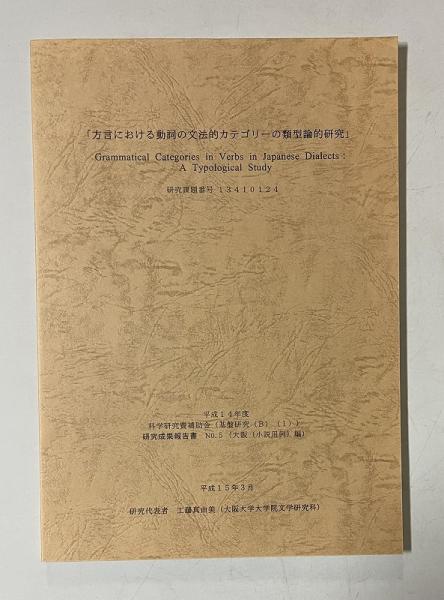 「方言における動詞の文法的カテゴリーの類型論的研究」
Grammatical Categories in Verbs in Japanese Dialects:
A Typological Study
研究課題番号 13410124
平成14年度
科学研究費補助金（基盤研究（B）（1））
研究成果報告書 NO.5（大阪（小説用例）編）
平成15年3月
研究代表者 工藤真由美（大阪大学大学院文学研究科）